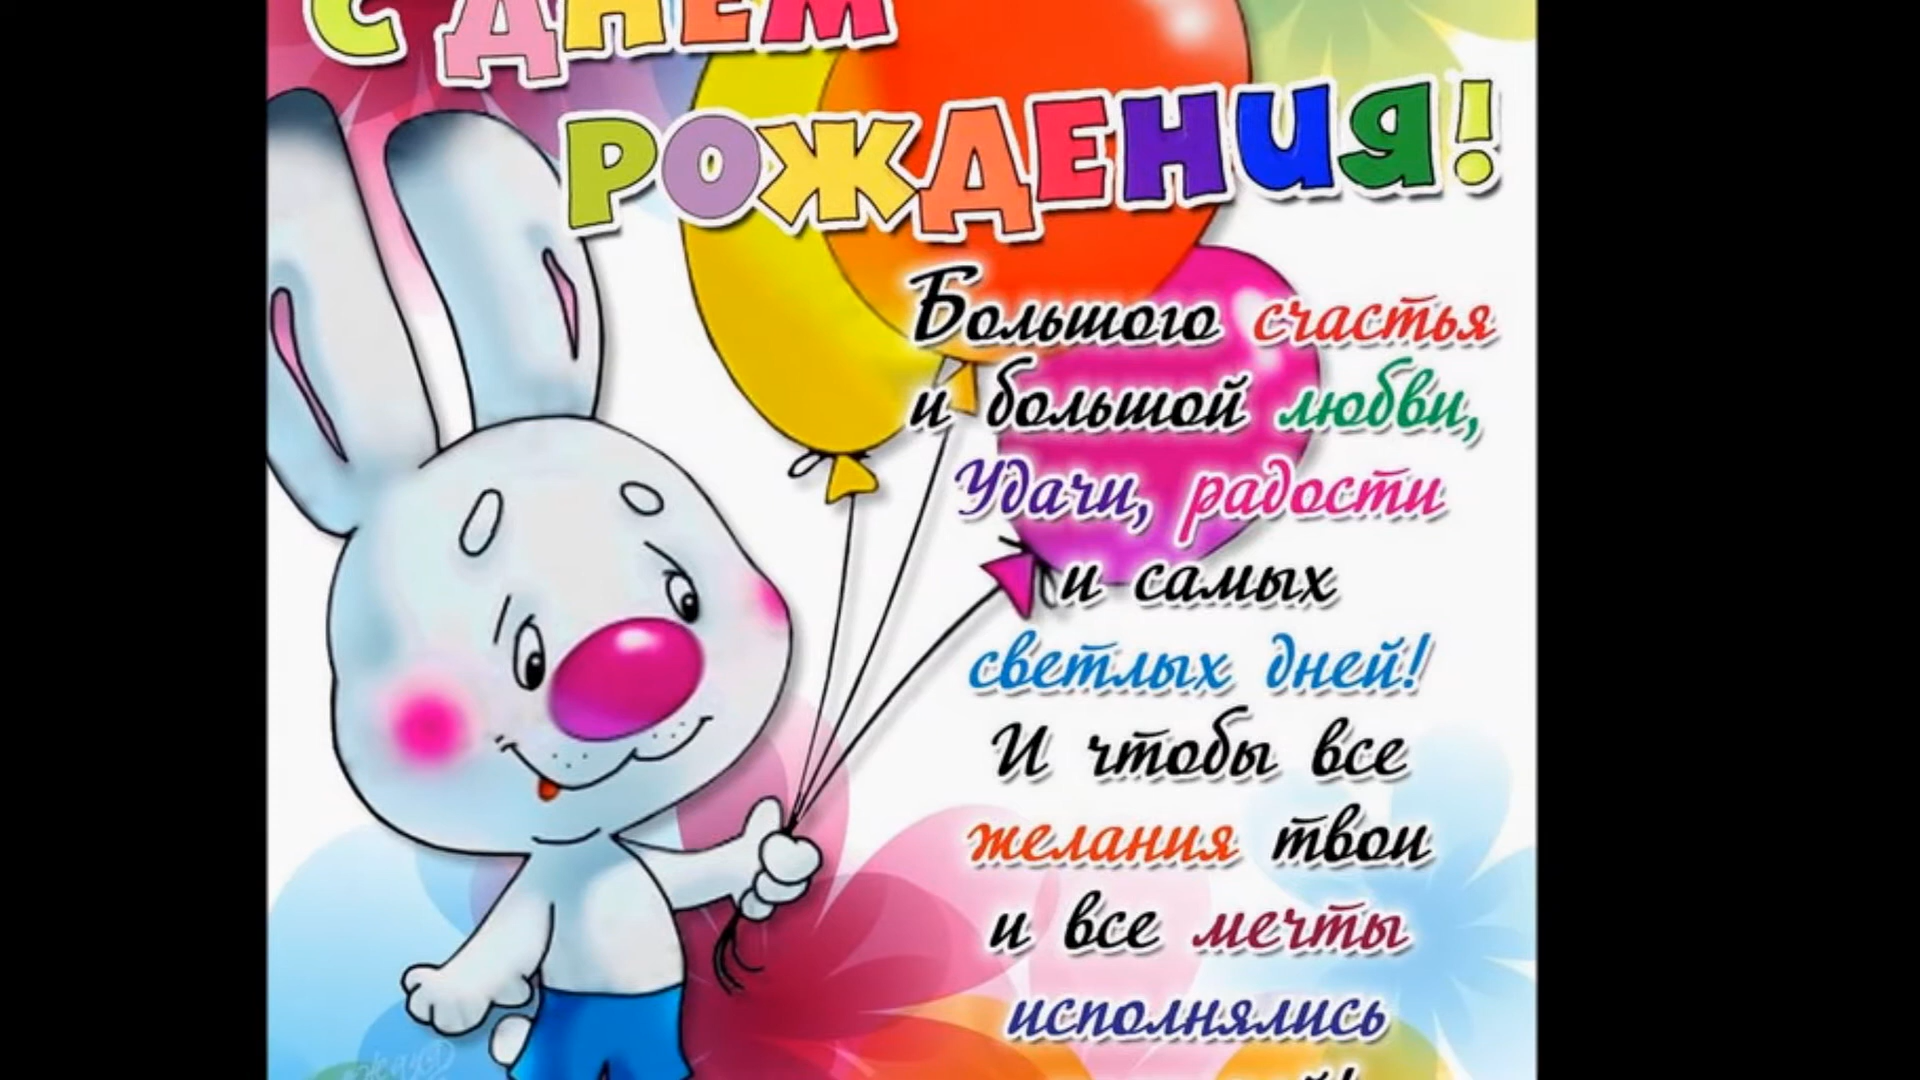 С ДНЕМ
РОЖДЕНИЯ!
Большого счастья
и большой любви,
Удачи, радости
и самых
светлых дней!
И чтобы все
желания твои
и все мечты
исполнялись